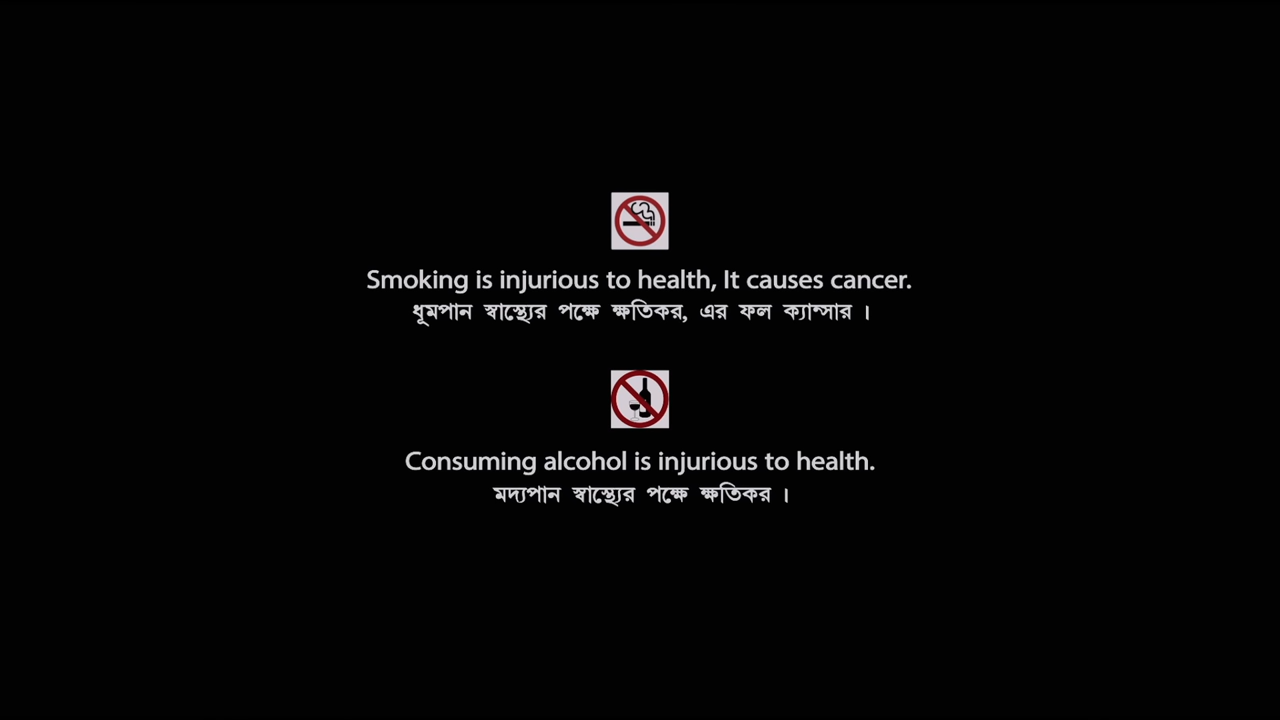 Smoking is injurious to health, It causes cancer.
ধূমপান স্বাস্থ্যের পক্ষে ক্ষতিকর, এর ফল ক্যান্সার ।
Consuming alcohol is injurious to health.
মদ্যপান স্বাস্থ্যের পক্ষে ক্ষতিকর ।